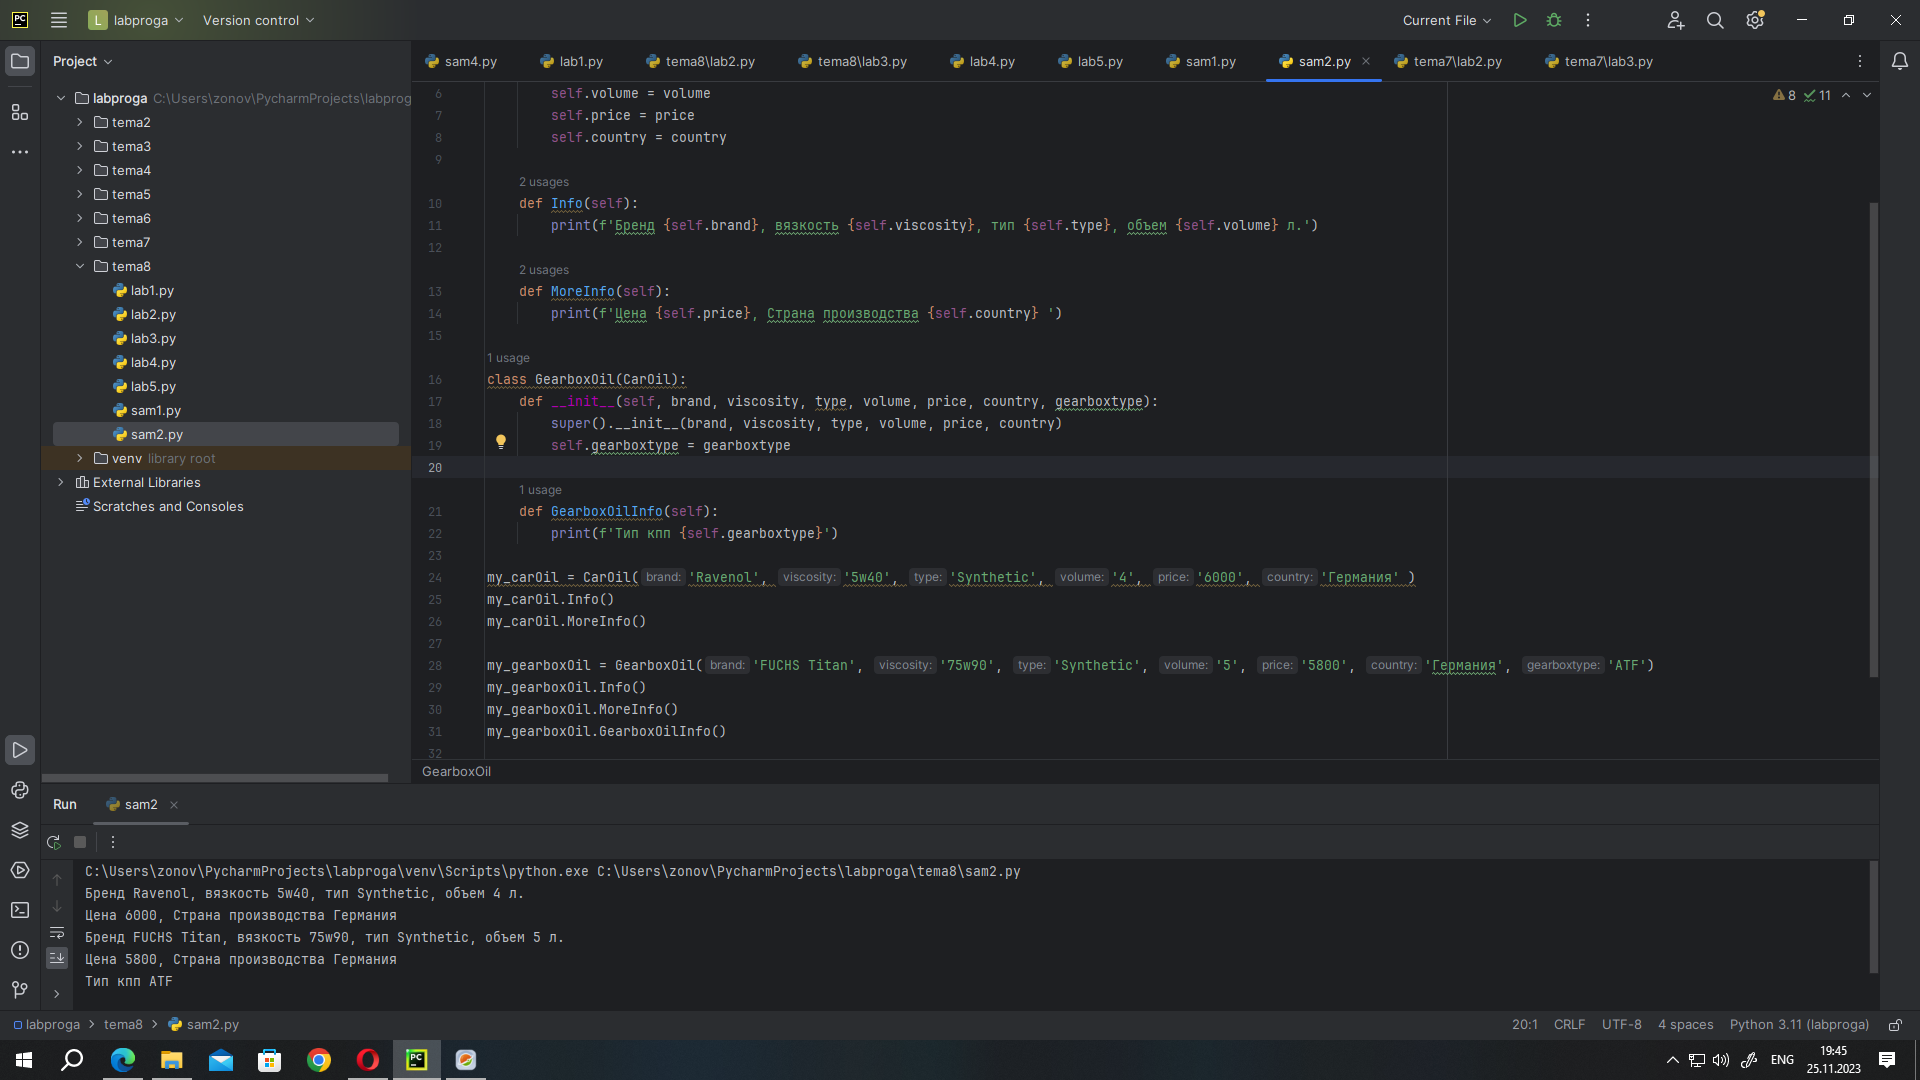 PC L labproga Version control Current File
Project
labproga C:\Users\zonov\PycharmProjects\labprog
tema2
tema3
tema4
tema5
tema6
tema7
tema8
lab1.py
lab2.py
lab3.py
lab4.py
lab5.py
sam1.py
sam2.py
venv library root
External Libraries
Scratches and Consoles
sam4.py lab1.py tema8\lab2.py tema8\lab3.py lab4.py lab5.py sam1.py sam2.py tema7\lab2.py tema7\lab3.py
8 11
6 self.volume = volume
7 self.price = price
8 self.country = country
9
2 usages
10 def Info(self):
11 print(f'Бренд {self.brand}, вязкость {self.viscosity}, тип {self.type}, объем {self.volume} л.')
12
2 usages
13 def MoreInfo(self):
14 print(f'Цена {self.price}, Страна производства {self.country} ')
15
1 usage
16 class GearboxOil(CarOil):
17 def __init__(self, brand, viscosity, type, volume, price, country, gearboxtype):
18 super().__init__(brand, viscosity, type, volume, price, country)
19 self.gearboxtype = gearboxtype
20
1 usage
21 def GearboxOilInfo(self):
22 print(f'Тип кпп {self.gearboxtype}')
23
24 my_carOil = CarOil( brand: 'Ravenol', viscosity: '5w40', type: 'Synthetic', volume: '4', price: '6000', country: 'Германия' )
25 my_carOil.Info()
26 my_carOil.MoreInfo()
27
28 my_gearboxOil = GearboxOil( brand: 'FUCHS Titan', viscosity: '75w90', type: 'Synthetic', volume: '5', price: '5800', country: 'Германия', gearboxtype: 'ATF')
29 my_gearboxOil.Info()
30 my_gearboxOil.MoreInfo()
31 my_gearboxOil.GearboxOilInfo()
32
GearboxOil
Run sam2
C:\Users\zonov\PycharmProjects\labproga\venv\Scripts\python.exe C:\Users\zonov\PycharmProjects\labproga\tema8\sam2.py
Бренд Ravenol, вязкость 5w40, тип Synthetic, объем 4 л.
Цена 6000, Страна производства Германия
Бренд FUCHS Titan, вязкость 75w90, тип Synthetic, объем 5 л.
Цена 5800, Страна производства Германия
Тип кпп ATF
labproga tema8 sam2.py 20:1 CRLF UTF-8 4 spaces Python 3.11 (labproga)
PC ENG 19:45
25.11.2023